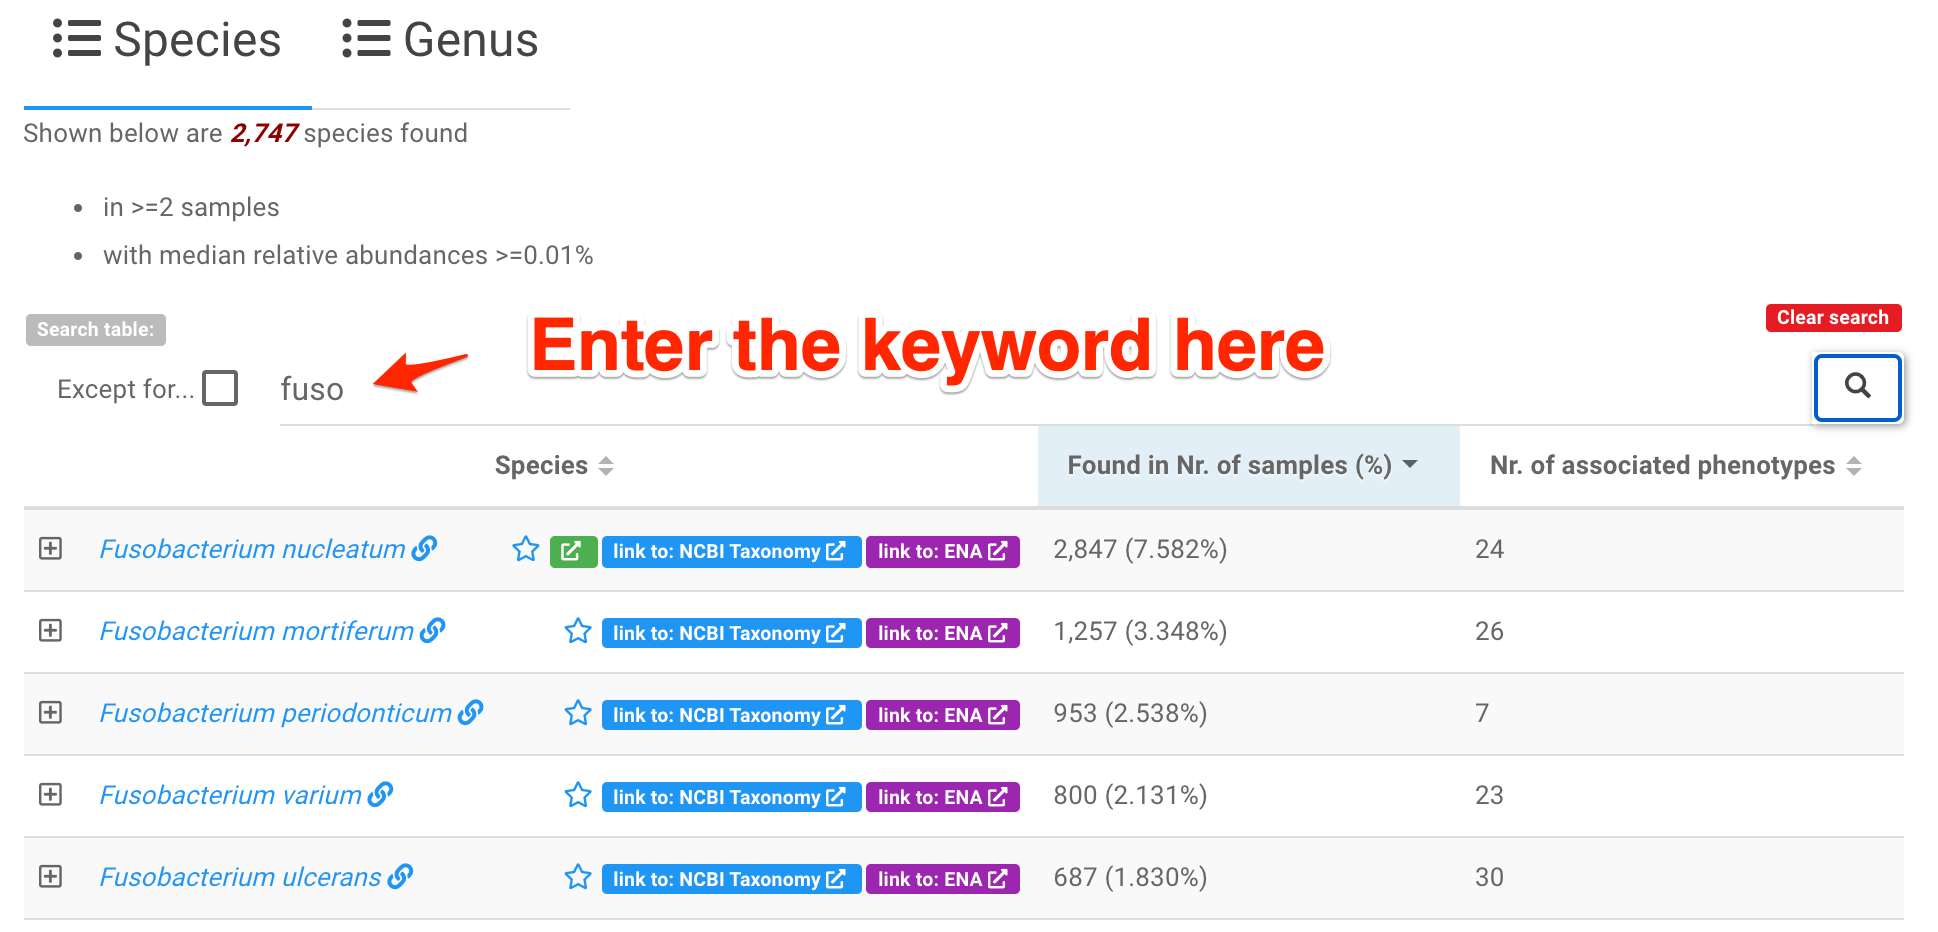 Species Genus
Shown below are 2,747 species found
in >=2 samples
with median relative abundances >=0.01%
Search table:
Enter the keyword here
Clear search
Except for... fuso
Species Found in Nr. of samples (%) Nr. of associated phenotypes
Fusobacterium nucleatum link to: NCBI Taxonomy link to: ENA 2,847 (7.582%) 24
Fusobacterium mortiferum link to: NCBI Taxonomy link to: ENA 1,257 (3.348%) 26
Fusobacterium periodonticum link to: NCBI Taxonomy link to: ENA 953 (2.538%) 7
Fusobacterium varium link to: NCBI Taxonomy link to: ENA 800 (2.131%) 23
Fusobacterium ulcerans link to: NCBI Taxonomy link to: ENA 687 (1.830%) 30